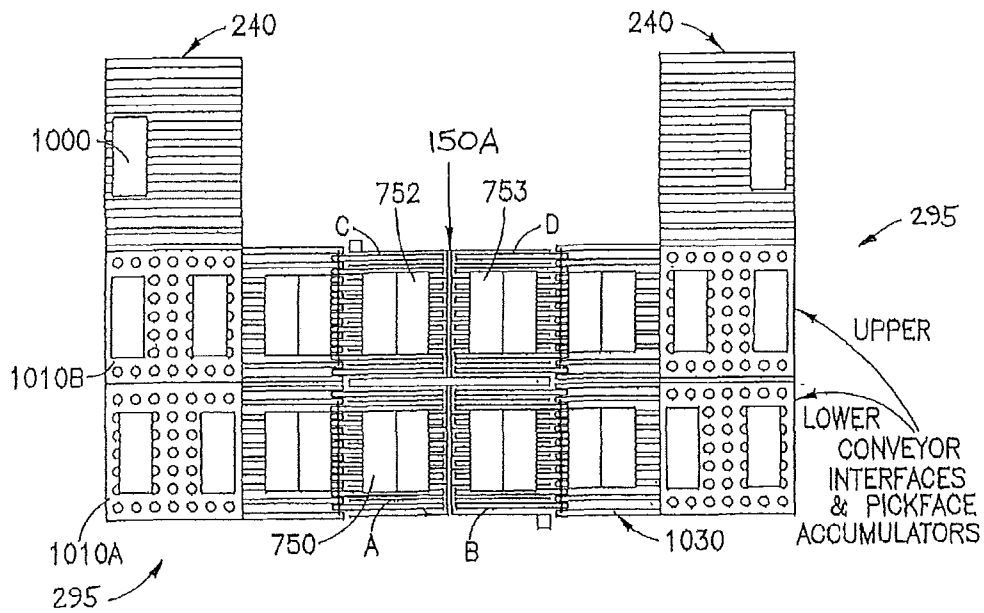 240
240
1000
150A
752
753
C
D
295
UPPER
1010B
LOWER
CONVEYOR
INTERFACES
& PICKFACE
ACCUMULATORS
750
A
B
1030
1010A
295